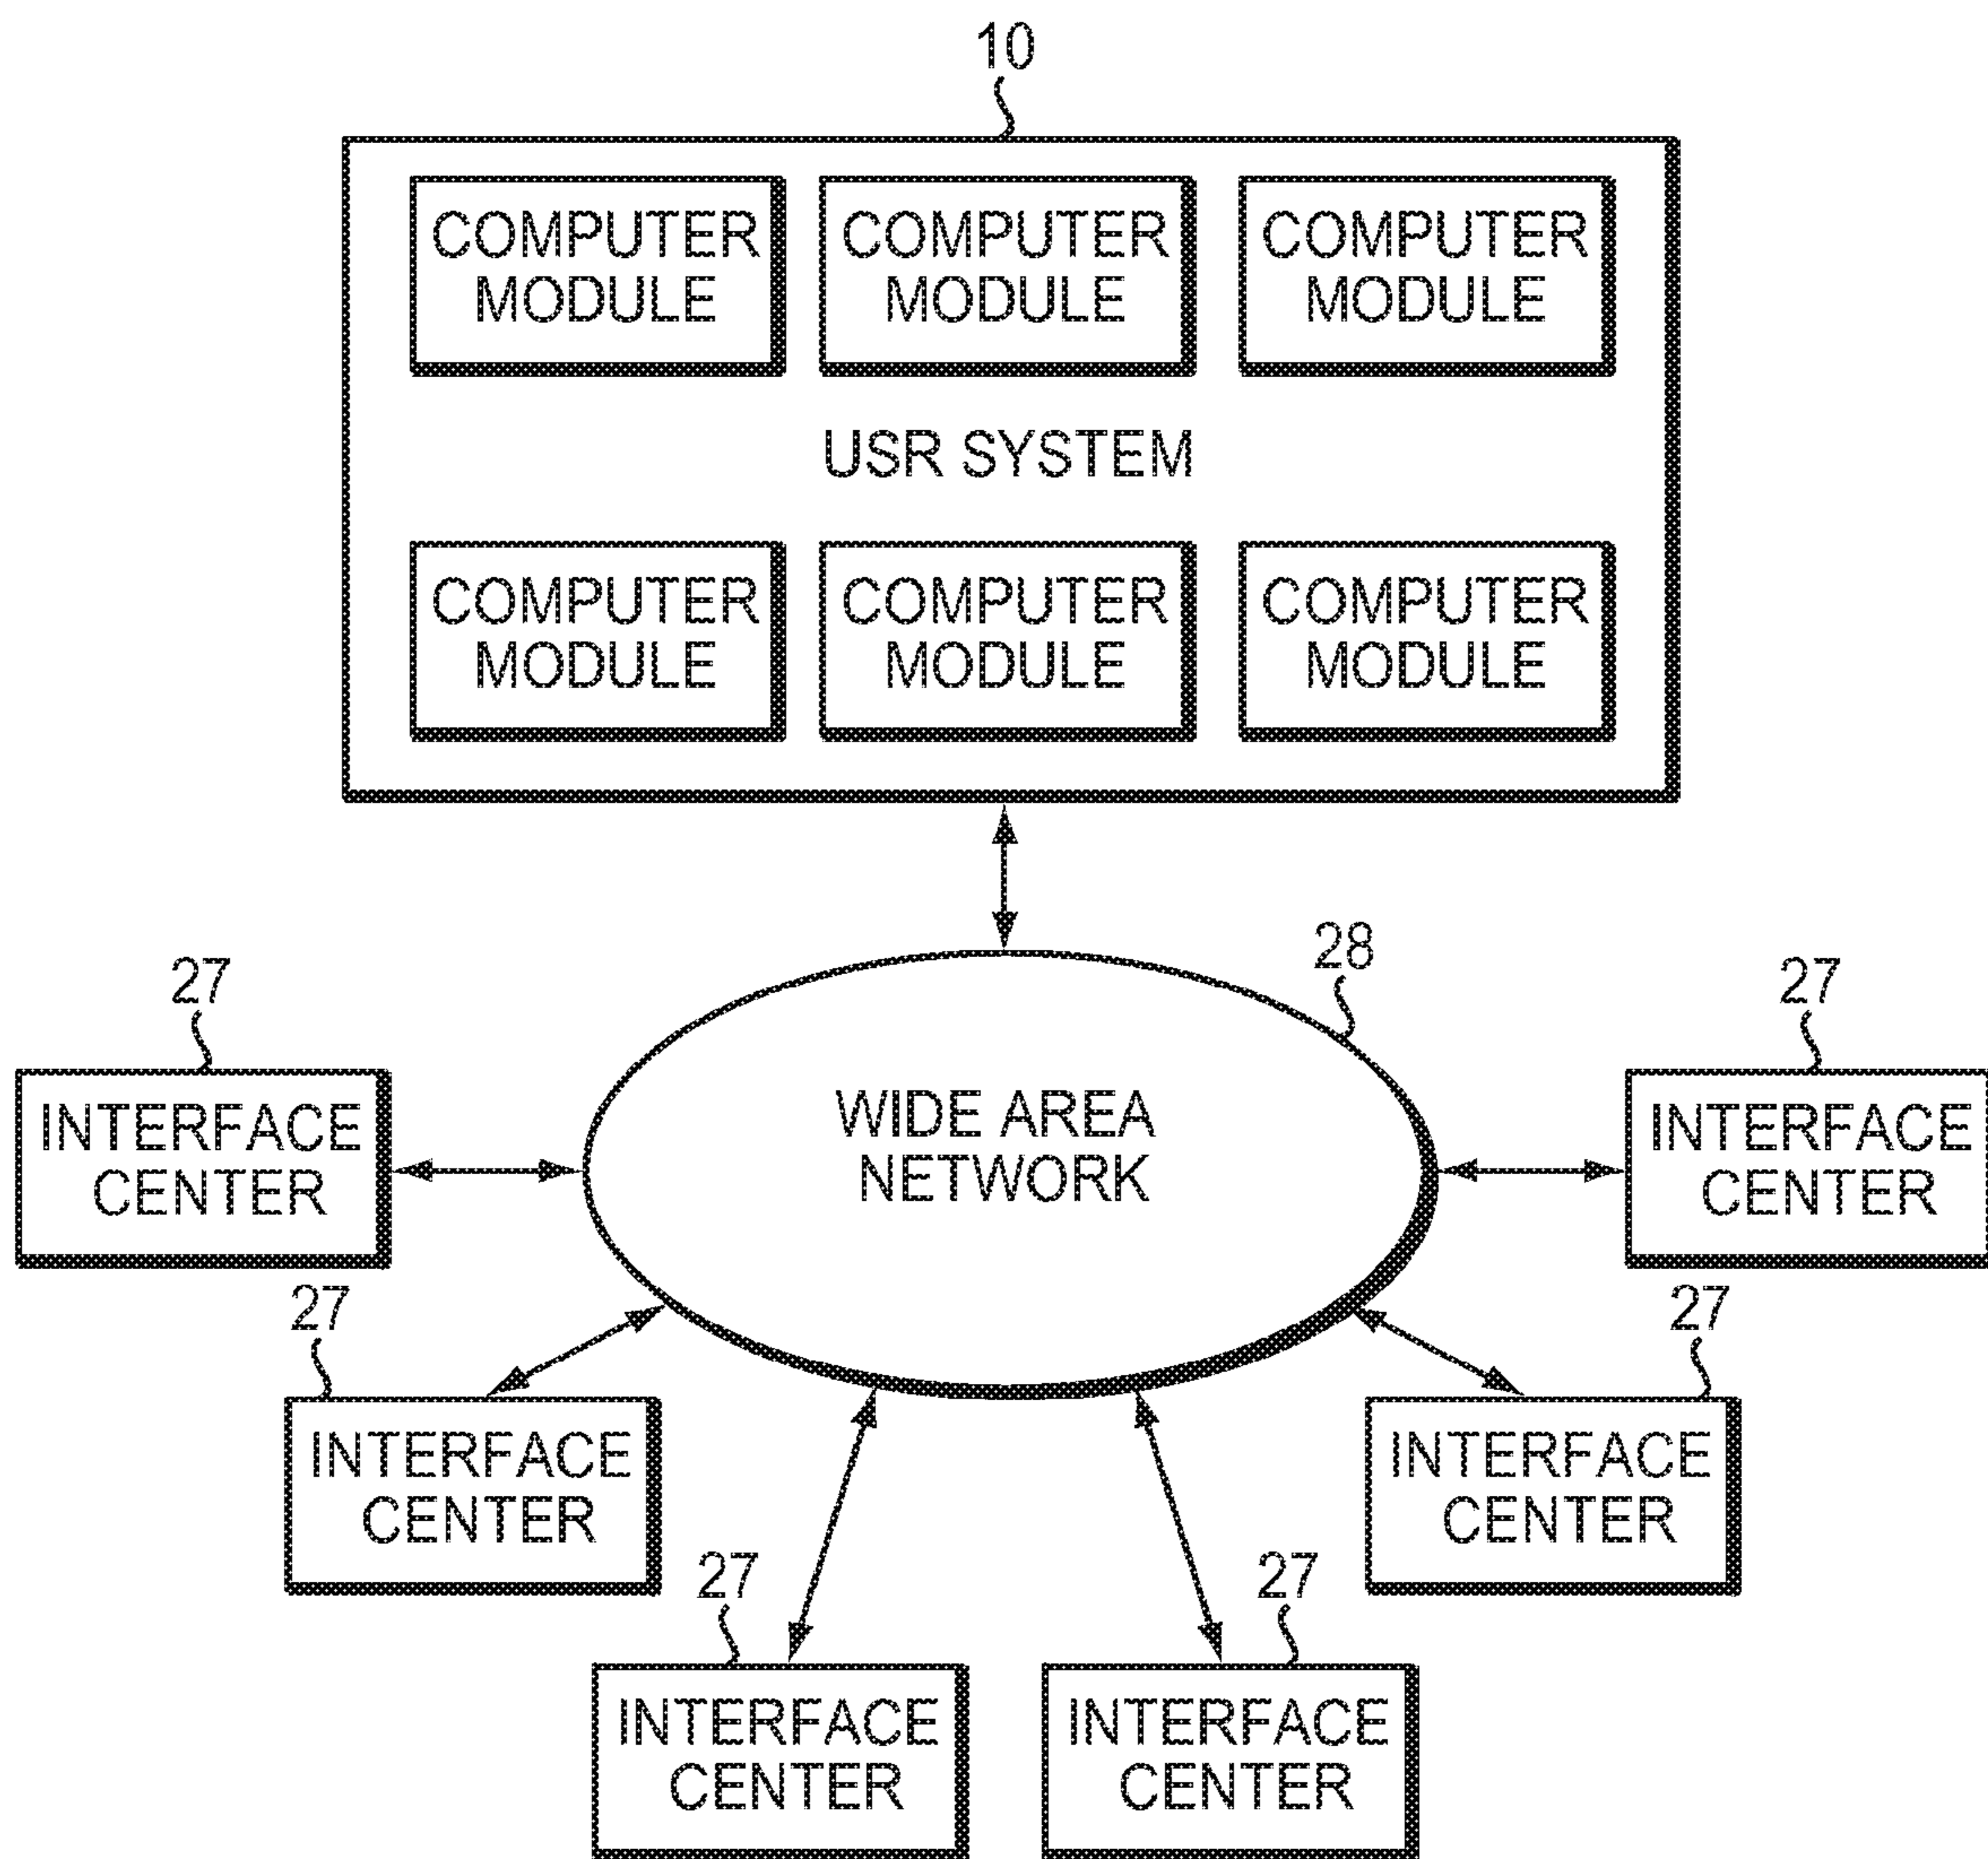 10
COMPUTER COMPUTER COMPUTER
MODULE MODULE MODULE
USR SYSTEM
COMPUTER COMPUTER COMPUTER
MODULE MODULE MODULE
28
27
27
WIDE AREA
NETWORK
INTERFACE
CENTER
INTERFACE
CENTER
27
27
INTERFACE
CENTER
INTERFACE
CENTER
27
27
INTERFACE
CENTER
INTERFACE
CENTER